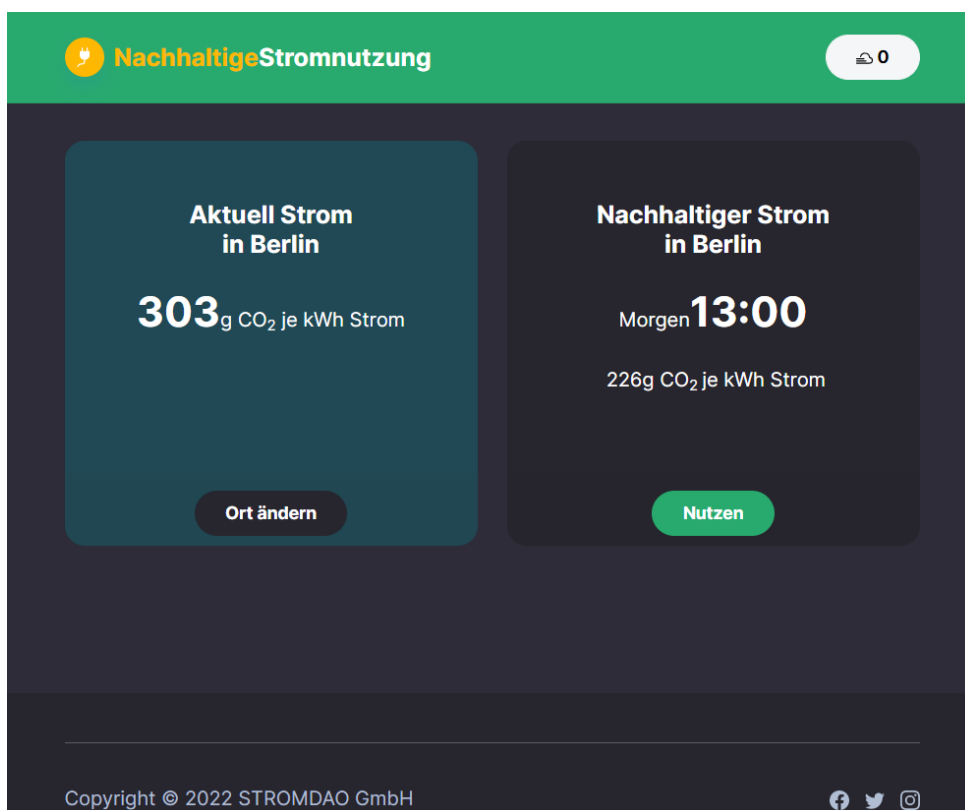 NachhaltigeStromnutzung
0
Aktuell Strom
in Berlin
303g CO₂ je kWh Strom
Ort ändern
Nachhaltiger Strom
in Berlin
Morgen13:00
226g CO₂ je kWh Strom
Nutzen
Copyright © 2022 STROMDAO GmbH